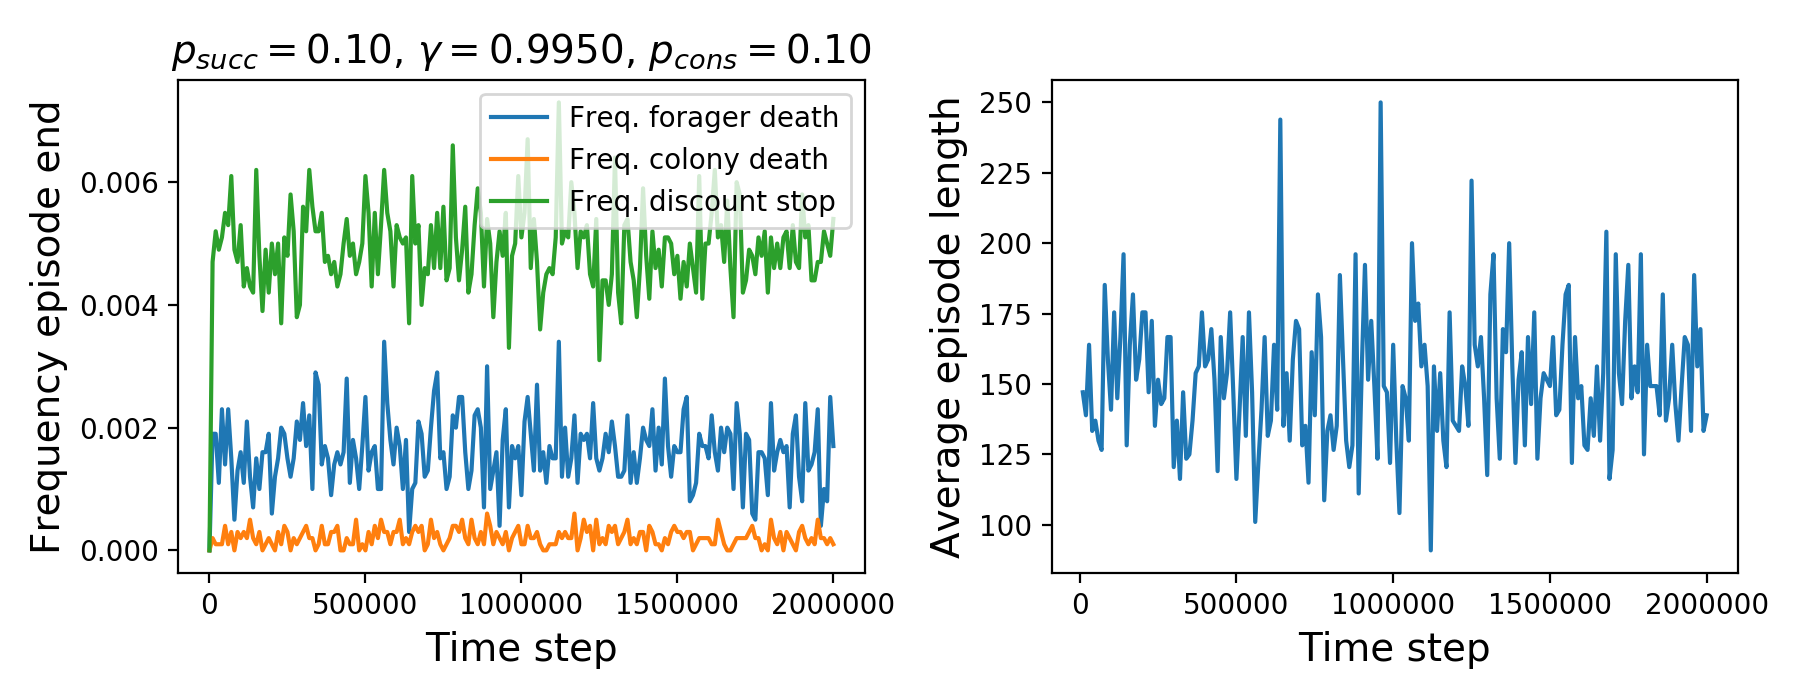 p_succ = 0.10, γ = 0.9950, p_cons = 0.10
Frequency episode end
0.006
0.004
0.002
0.000
Freq. forager death
Freq. colony death
Freq. discount stop
0 500000 1000000 1500000 2000000
Time step
Average episode length
250
225
200
175
150
125
100
0 500000 1000000 1500000 2000000
Time step